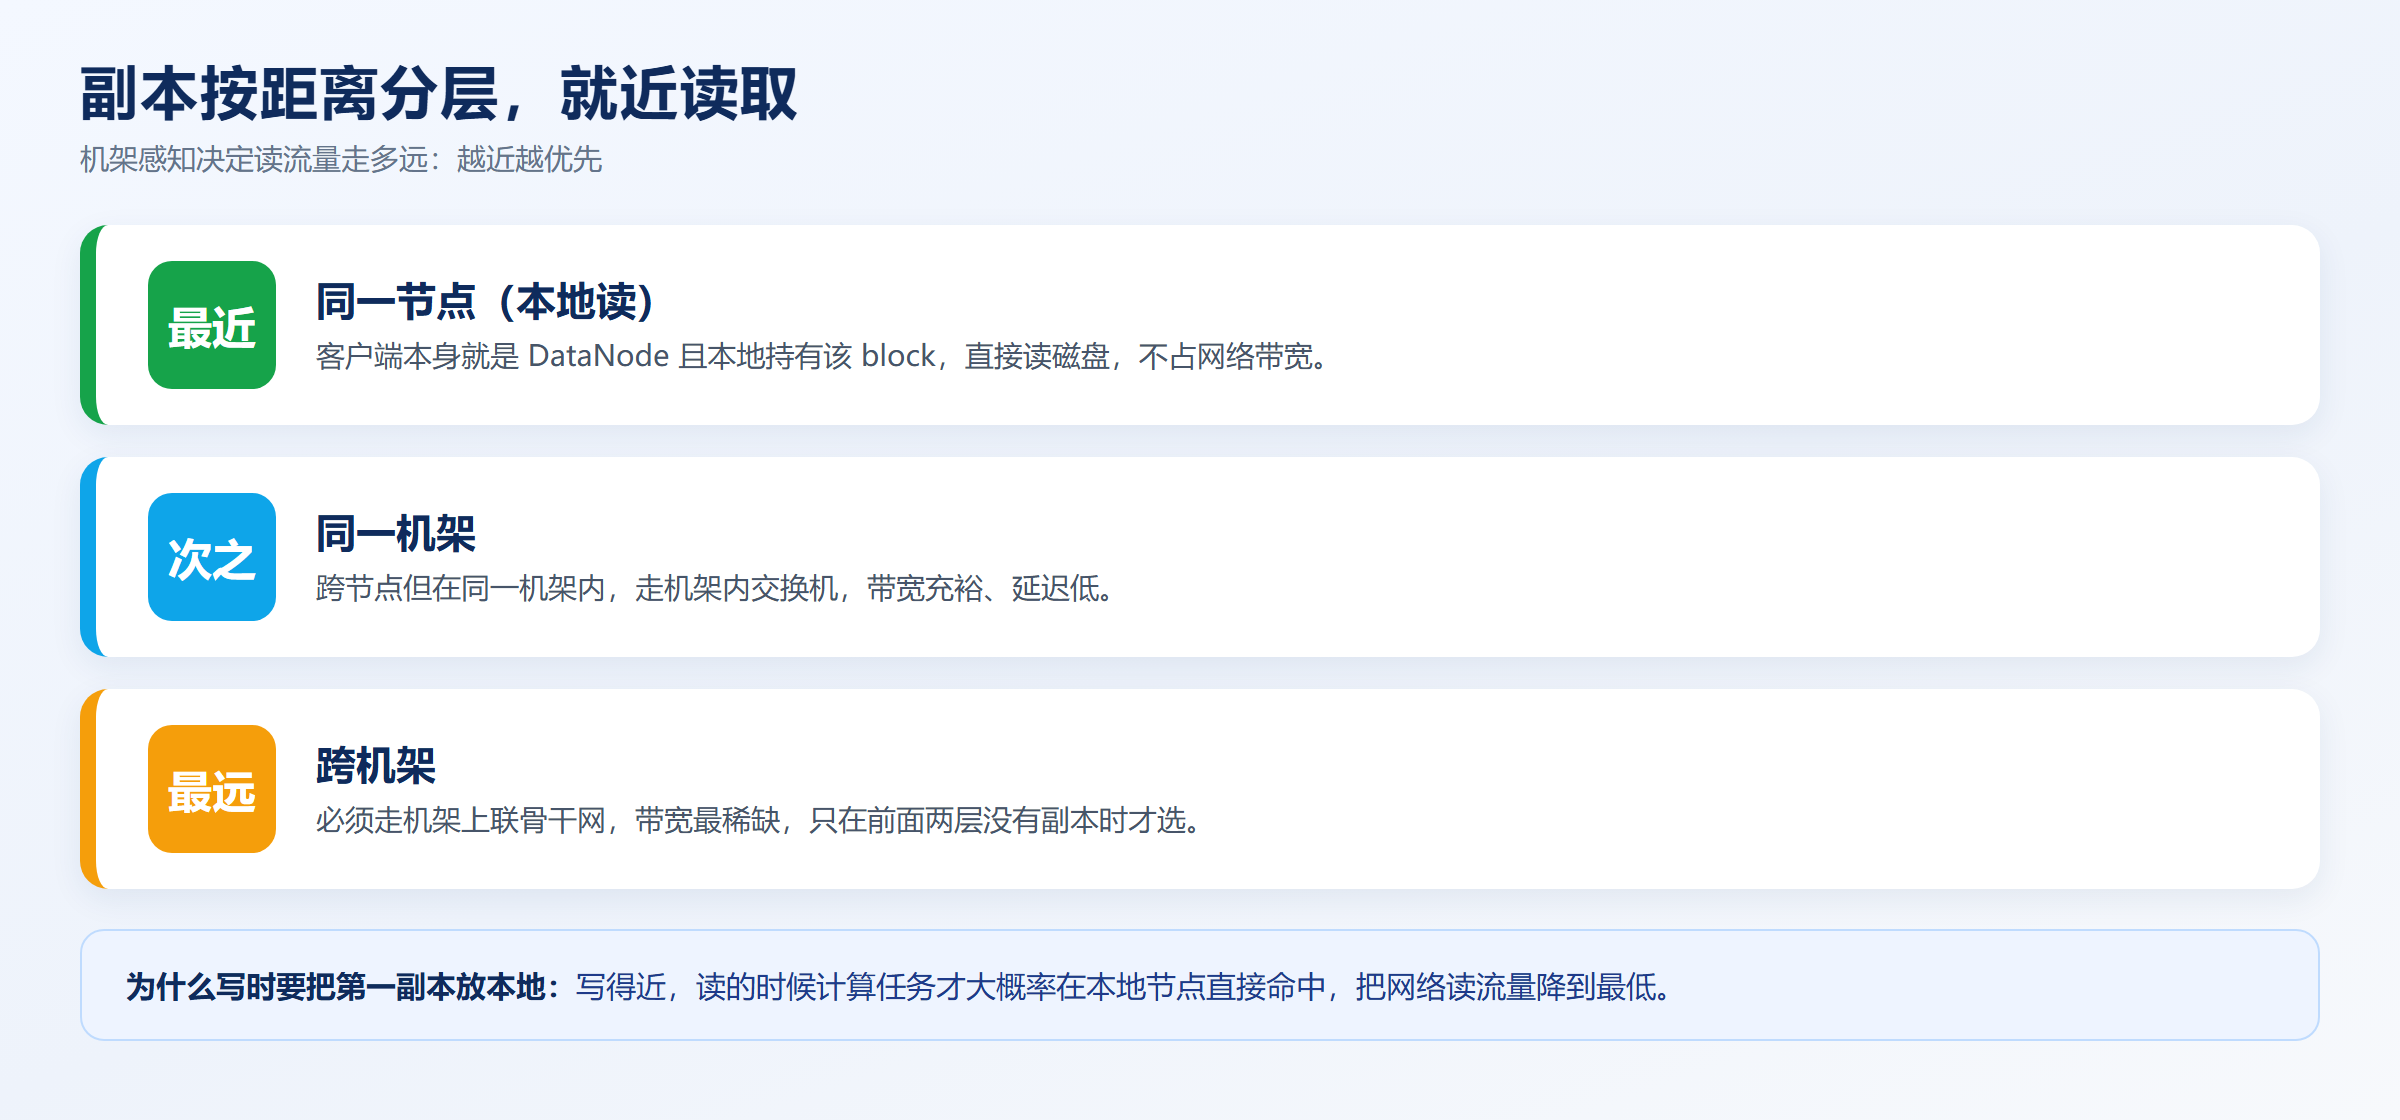 副本按距离分层，就近读取
机架感知决定读流量走多远：越近越优先
最近
同一节点（本地读）
客户端本身就是 DataNode 且本地持有该 block，直接读磁盘，不占网络带宽。
次之
同一机架
跨节点但在同一机架内，走机架内交换机，带宽充裕、延迟低。
最远
跨机架
必须走机架上联骨干网，带宽最稀缺，只在前面两层没有副本时才选。
为什么写时要把第一副本放本地：写得近，读的时候计算任务才大概率在本地节点直接命中，把网络读流量降到最低。